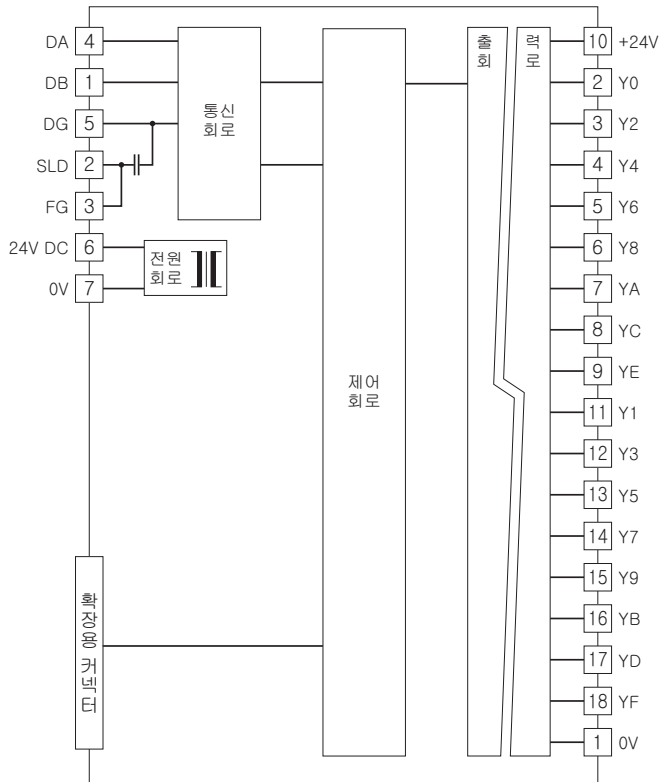 DA 4
DB 1
DG 5
SLD 2
FG 3
24V DC 6
0V 7
통신
회로
전원
회로
확장용 커넥터
제어
회로
출력
회로
10 +24V
2 Y0
3 Y2
4 Y4
5 Y6
6 Y8
7 YA
8 YC
9 YE
11 Y1
12 Y3
13 Y5
14 Y7
15 Y9
16 YB
17 YD
18 YF
1 0V